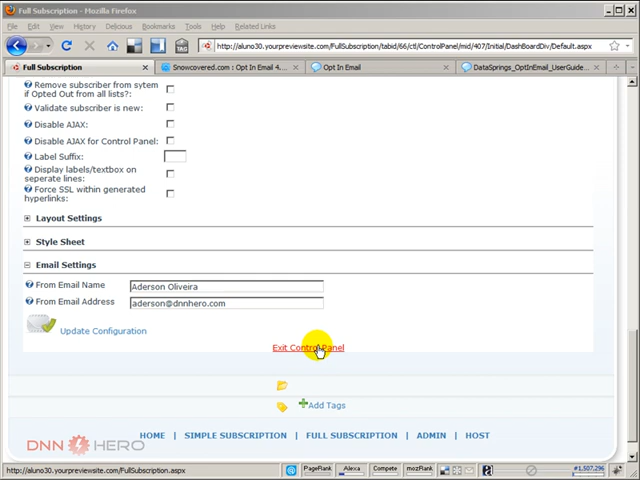 Full Subscription - Mozilla Firefox
File Edit View History Delicious Bookmarks Tools Help Related Links
http://aluno30.yourpreviewsite.com/FullSubscription/tabid/66/ctl/ControlPanel/mid/407/Initial/DashBoardDiv/Default.aspx
Full Subscription Snowcovered.com : Opt In Email 4.... Opt In Email DataSprings_OptInEmail_UserGuide...
Remove subscriber from sytem
if Opted Out from all lists?:
Validate subscriber is new:
Disable AJAX:
Disable AJAX for Control Panel:
Label Suffix:
Display labels/textbox on
seperate lines:
Force SSL within generated
hyperlinks:
Layout Settings
Style Sheet
Email Settings
From Email Name Aderson Oliveira
From Email Address aderson@dnnhero.com
Update Configuration
Exit Control Panel
Add Tags
HOME | SIMPLE SUBSCRIPTION | FULL SUBSCRIPTION | ADMIN | HOST
DNN HERO
http://aluno30.yourpreviewsite.com/FullSubscription.aspx PageRank Alexa Compete mozRank #1,507,296